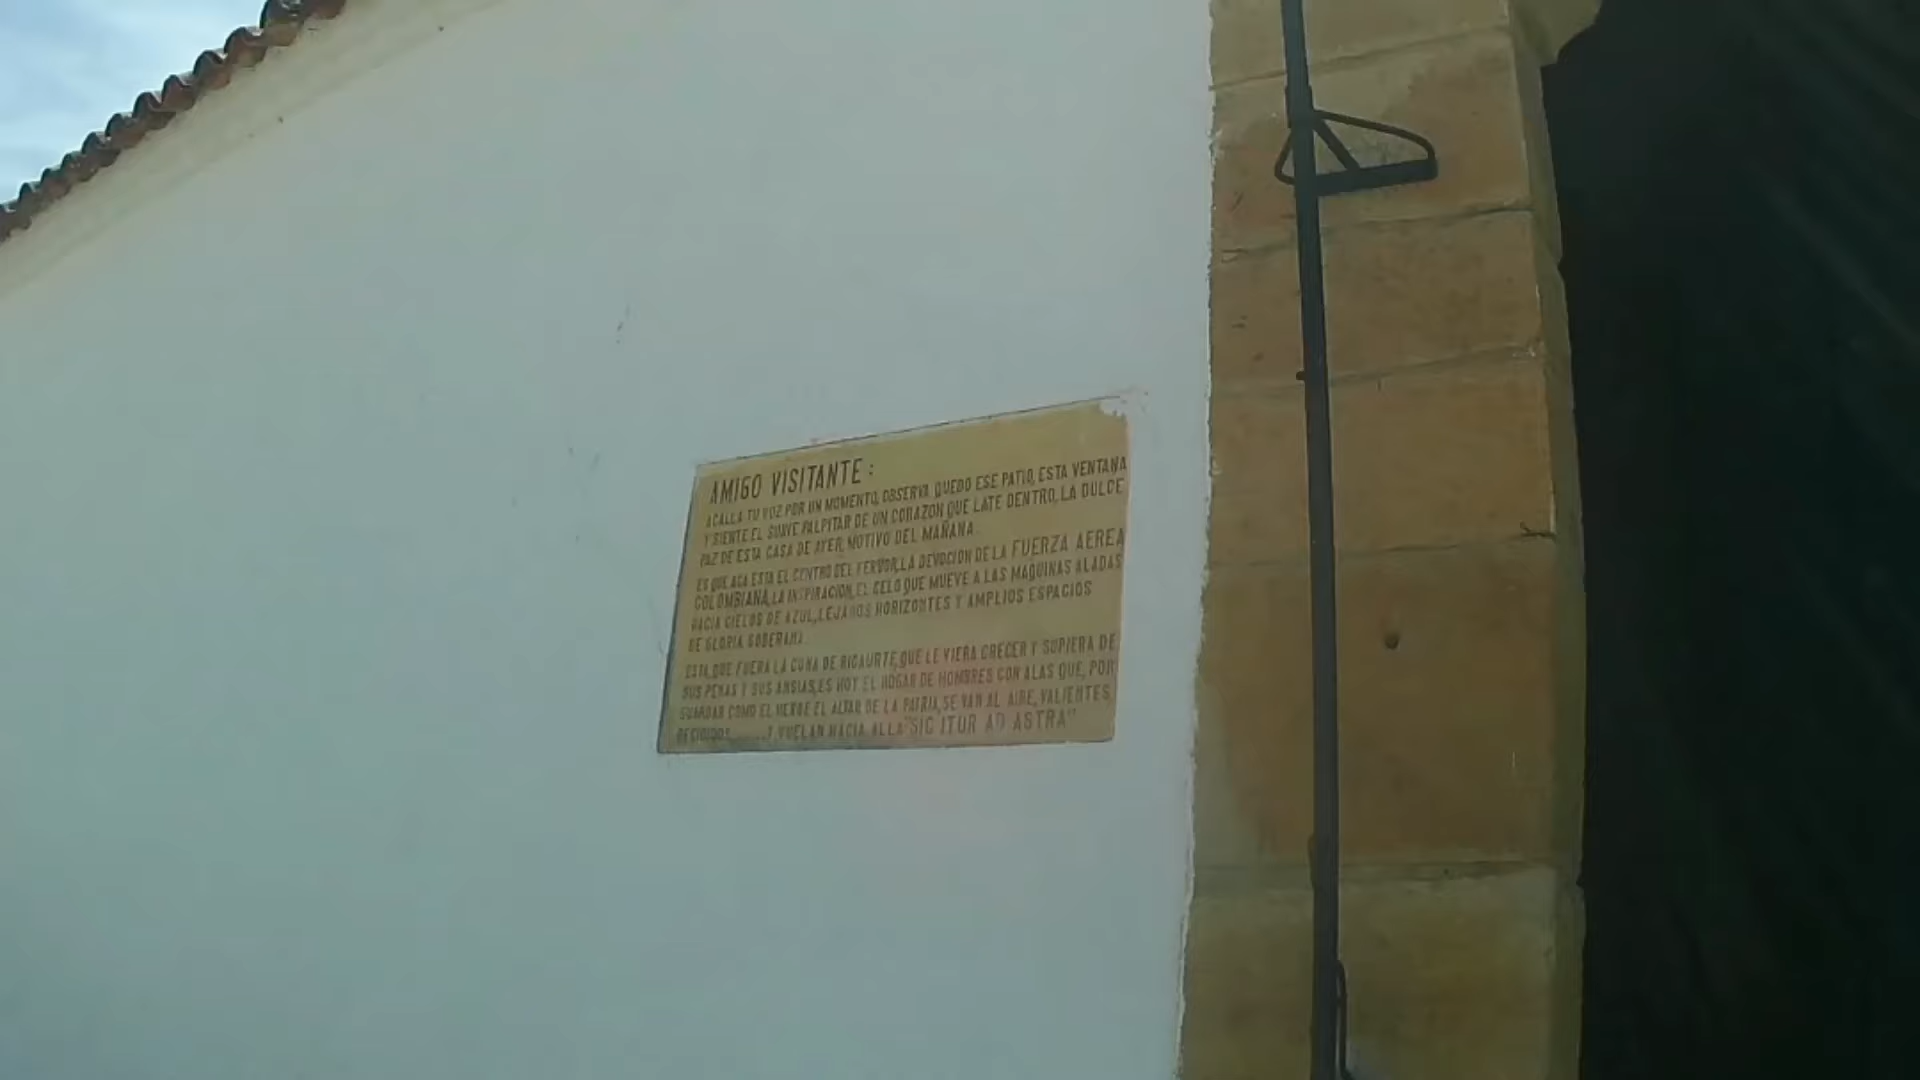 AMIGO VISITANTE:
ACALLA TU VOZ POR UN MOMENTO, OBSERVA QUEDO ESE PATIO, ESTA VENTANA
Y SIENTE EL SUAVE PALPITAR DE UN CORAZON QUE LATE DENTRO, LA DULCE
PAZ DE ESTA CASA DE AYER, MOTIVO DEL MAÑANA.
ES QUE ACA ESTA EL CENTRO DEL FERVOR, LA DEVOCION DE LA FUERZA AEREA
COLOMBIANA, LA INSPIRACION, EL CELO QUE MUEVE A LAS MAQUINAS ALADAS
HACIA CIELOS DE AZUL, LEJANOS HORIZONTES Y AMPLIOS ESPACIOS
DE GLORIA SOBERANA.
ESTA, QUE FUERA LA CUNA DE RICAURTE, QUE LE VIERA CRECER Y SUPIERA DE
SUS PENAS Y SUS ANSIAS, ES HOY EL HOGAR DE HOMBRES CON ALAS QUE, POR
GUARDAR COMO EL HEROE EL ALTAR DE LA PATRIA, SE VAN AL AIRE, VALIENTES,
DECIDIDOS........Y VUELAN HACIA ALLA "SIC ITUR AD ASTRA"